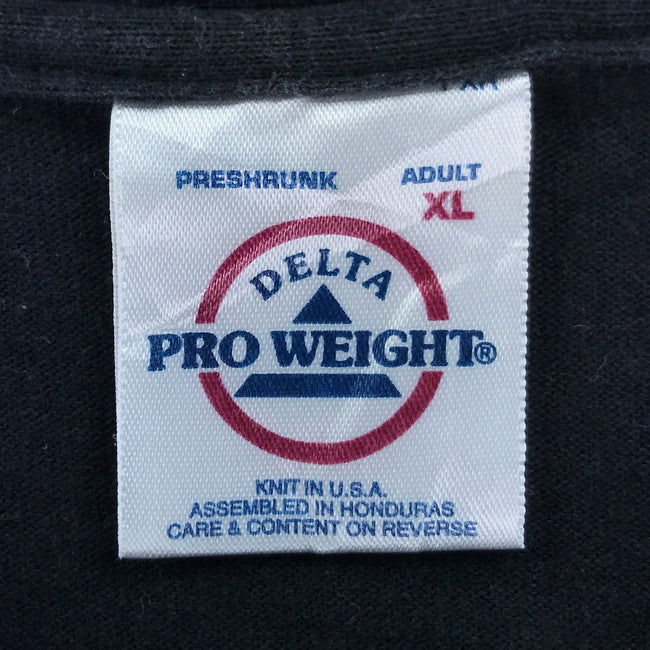 PRESHRUNK ADULT
XL
DELTA
PRO WEIGHT®
KNIT IN U.S.A.
ASSEMBLED IN HONDURAS
CARE & CONTENT ON REVERSE